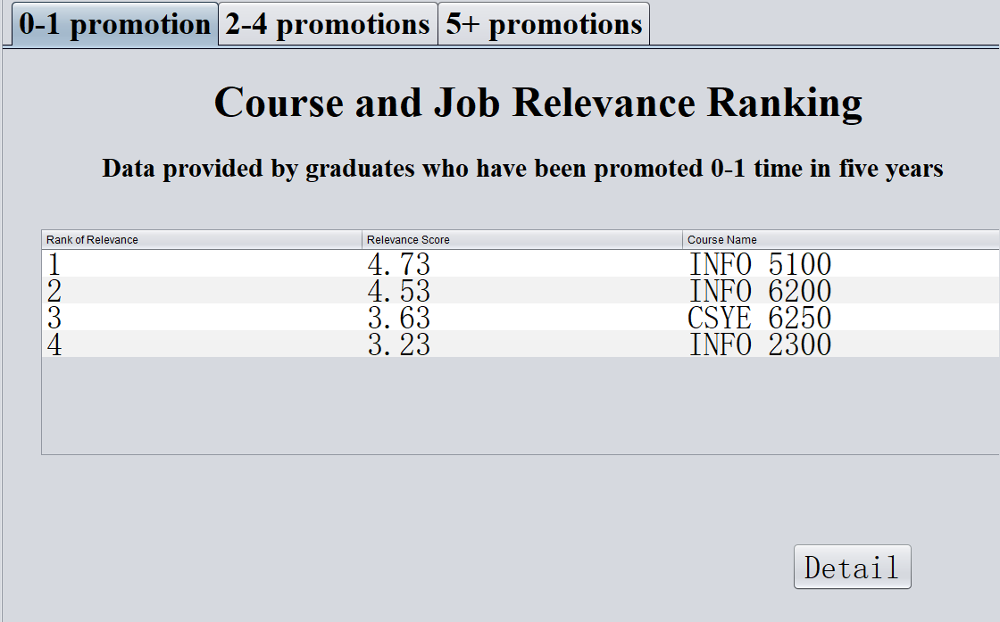 0-1 promotion 2-4 promotions 5+ promotions
Course and Job Relevance Ranking
Data provided by graduates who have been promoted 0-1 time in five years
Rank of Relevance Relevance Score Course Name
1 4.73 INFO 5100
2 4.53 INFO 6200
3 3.63 CSYE 6250
4 3.23 INFO 2300
Detail